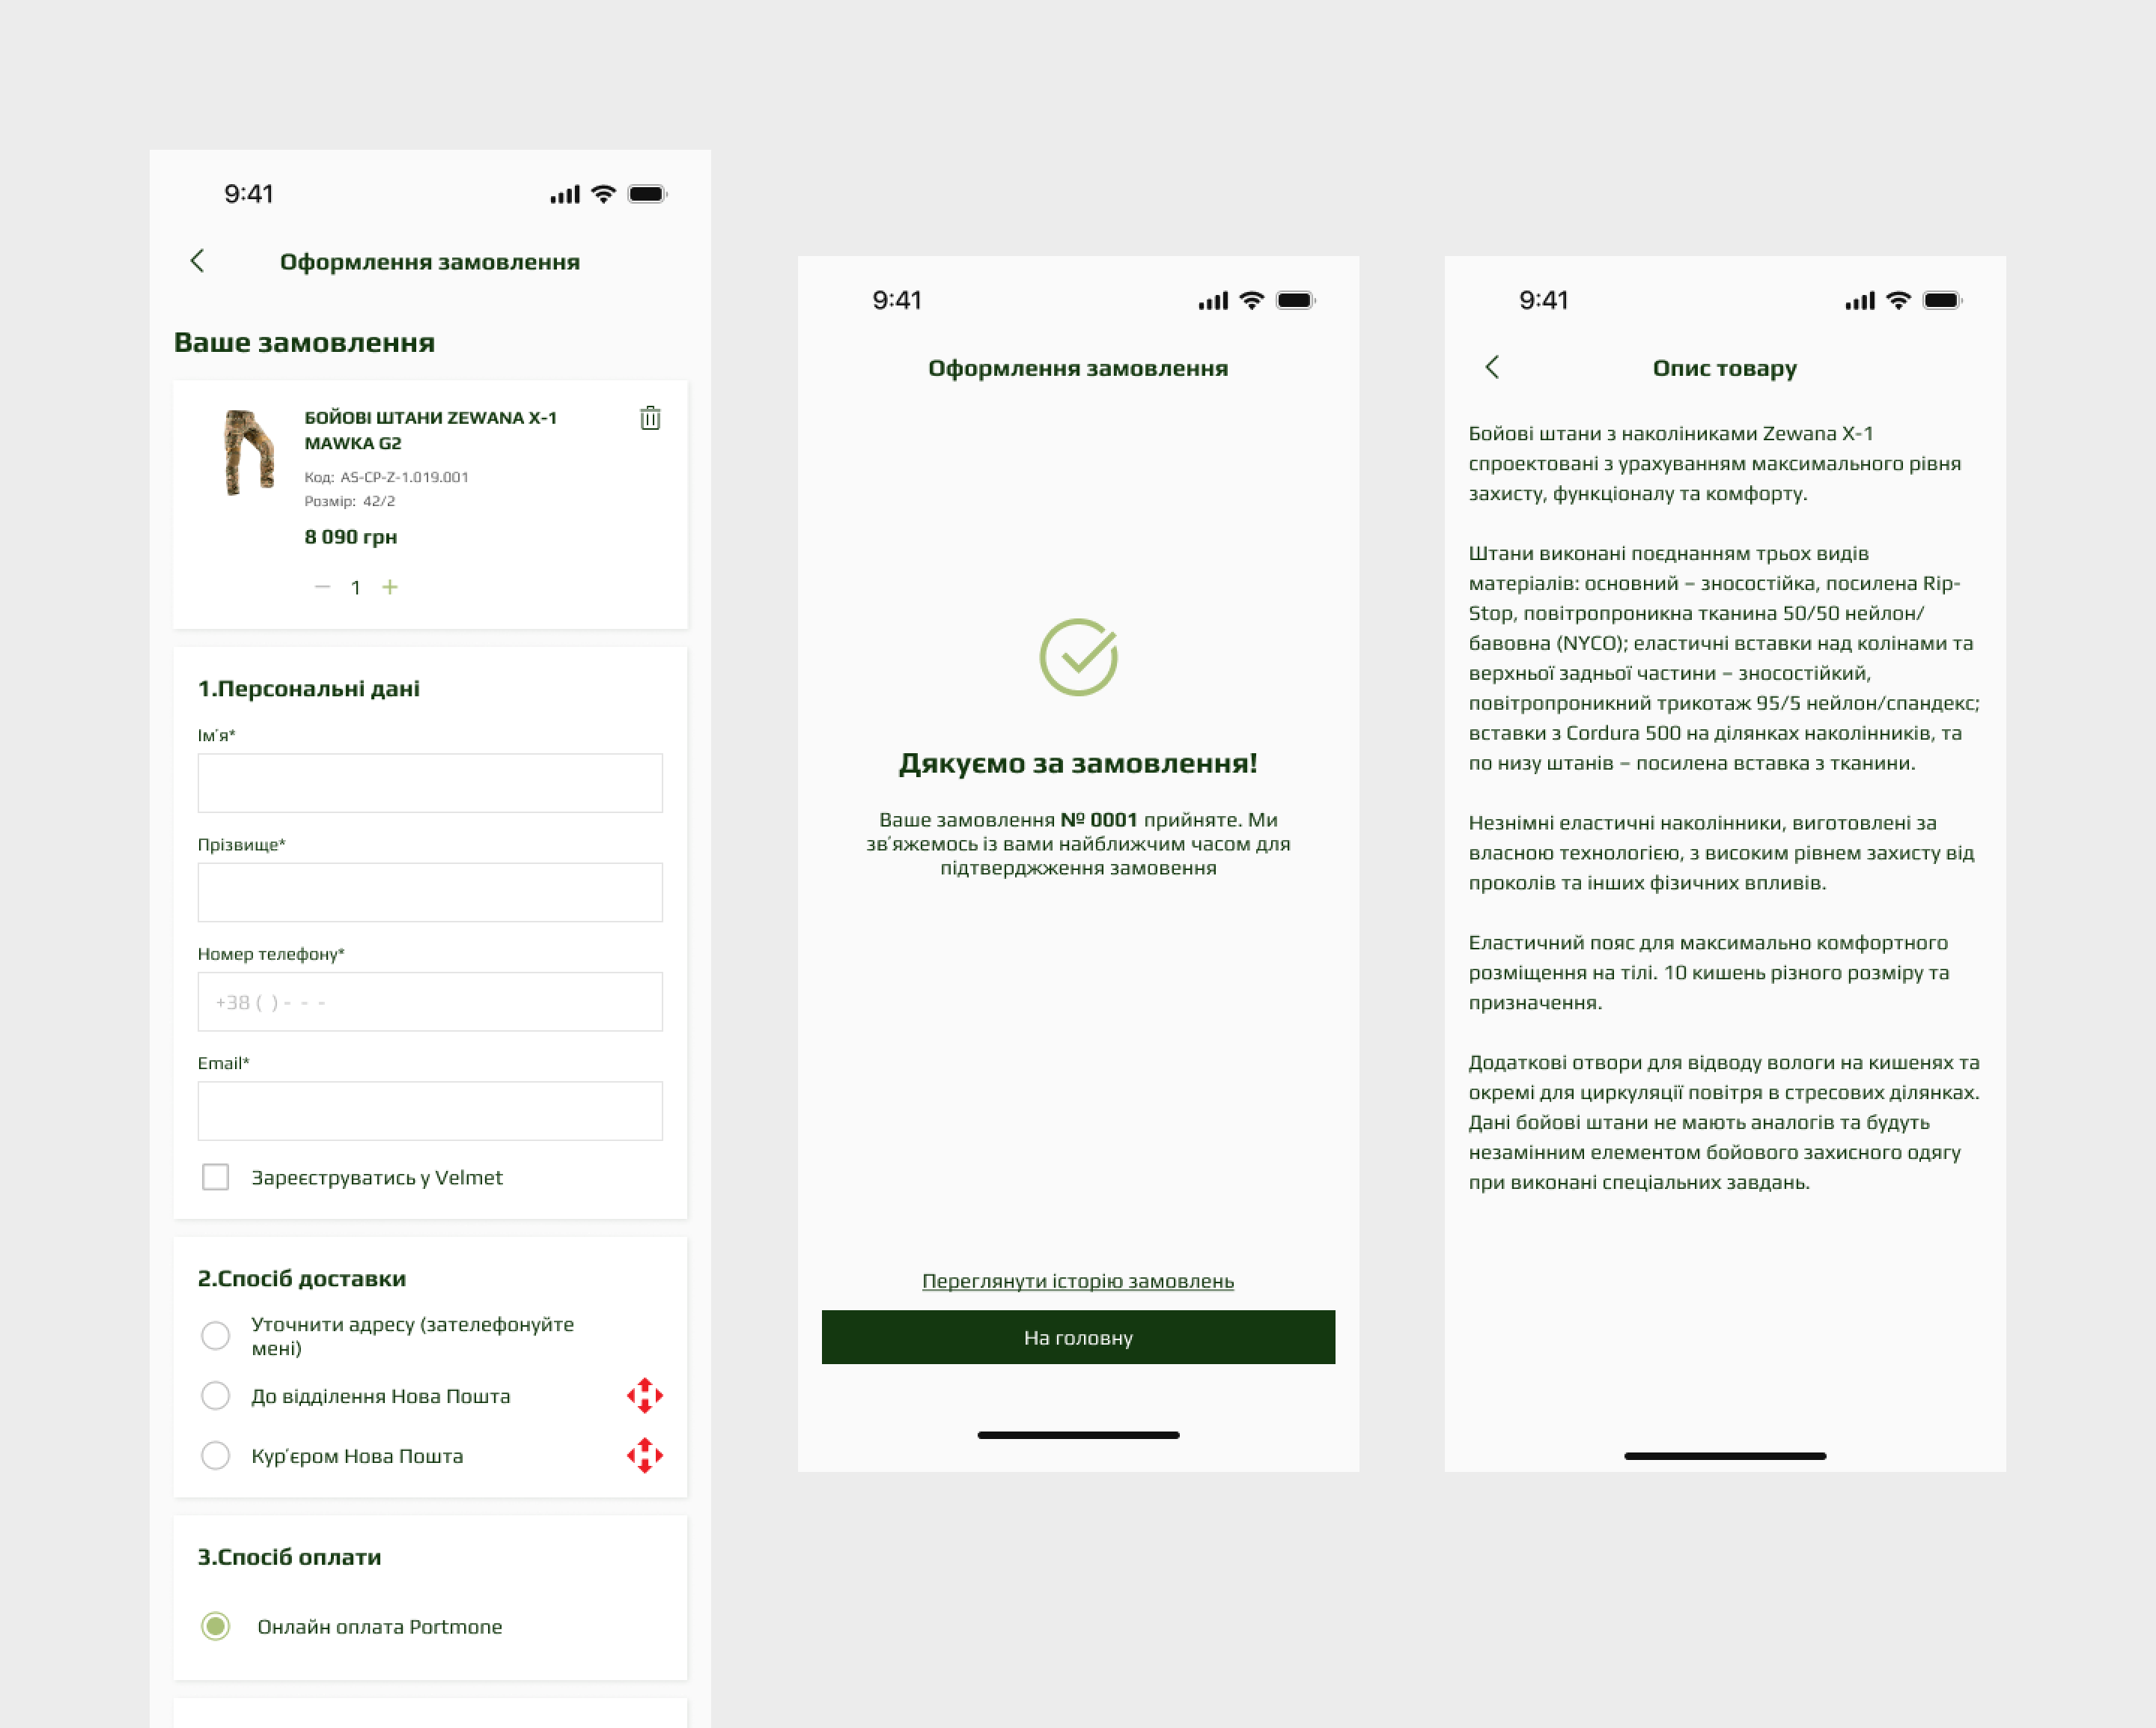 9:41
Оформлення замовлення
Ваше замовлення
БОЙОВІ ШТАНИ ZEWANA X-1
MAWKA G2
Код: AS-CP-Z-1.019.001
Розмір: 42/2
8 090 грн
1
1.Персональні дані
Ім'я*
Прізвище*
Номер телефону*
+38 ( ) - - -
Email*
Зареєструватись у Velmet
2.Спосіб доставки
Уточнити адресу (зателефонуйте
мені)
До відділення Нова Пошта
Кур'єром Нова Пошта
3.Спосіб оплати
Онлайн оплата Portmone
9:41
Оформлення замовлення
Дякуємо за замовлення!
Ваше замовлення № 0001 прийняте. Ми
зв'яжемось із вами найближчим часом для
підтверджження замовення
Переглянути історію замовлень
На головну
9:41
Опис товару
Бойові штани з наколіниками Zewana X-1
спроектовані з урахуванням максимального рівня
захисту, функціоналу та комфорту.
Штани виконані поєднанням трьох видів
матеріалів: основний – зносостійка, посилена Rip-
Stop, повітропроникна тканина 50/50 нейлон/
бавовна (NYCO); еластичні вставки над колінами та
верхньої задньої частини – зносостійкий,
повітропроникний трикотаж 95/5 нейлон/спандекс;
вставки з Cordura 500 на ділянках наколінників, та
по низу штанів – посилена вставка з тканини.
Незнімні еластичні наколінники, виготовлені за
власною технологією, з високим рівнем захисту від
проколів та інших фізичних впливів.
Еластичний пояс для максимально комфортного
розміщення на тілі. 10 кишень різного розміру та
призначення.
Додаткові отвори для відводу вологи на кишенях та
окремі для циркуляції повітря в стресових ділянках.
Дані бойові штани не мають аналогів та будуть
незамінним елементом бойового захисного одягу
при виконані спеціальних завдань.